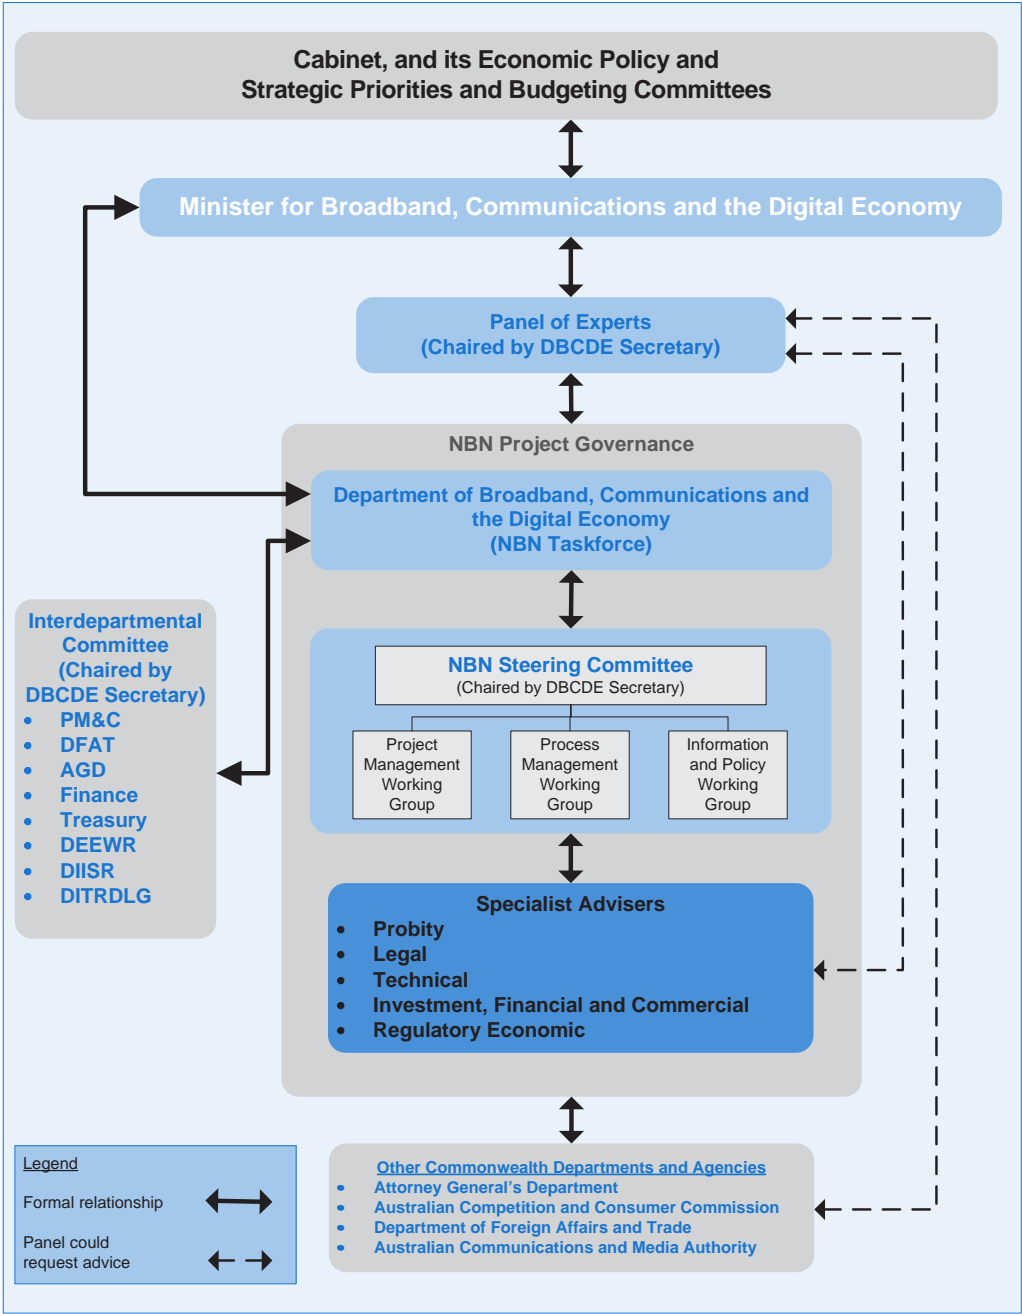 Cabinet, and its Economic Policy and
Strategic Priorities and Budgeting Committees
Minister for Broadband, Communications and the Digital Economy
Panel of Experts
(Chaired by DBCDE Secretary)
NBN Project Governance
Department of Broadband, Communications and
the Digital Economy
(NBN Taskforce)
Interdepartmental
Committee
(Chaired by
DBCDE Secretary)
• PM&C
• DFAT
• AGD
• Finance
• Treasury
• DEEWR
• DIISR
• DITRDLG
NBN Steering Committee
(Chaired by DBCDE Secretary)
Project
Management
Working
Group
Process
Management
Working
Group
Information
and Policy
Working
Group
Specialist Advisers
• Probity
• Legal
• Technical
• Investment, Financial and Commercial
• Regulatory Economic
Other Commonwealth Departments and Agencies
• Attorney General's Department
• Australian Competition and Consumer Commission
• Department of Foreign Affairs and Trade
• Australian Communications and Media Authority
Legend
Formal relationship
Panel could
request advice